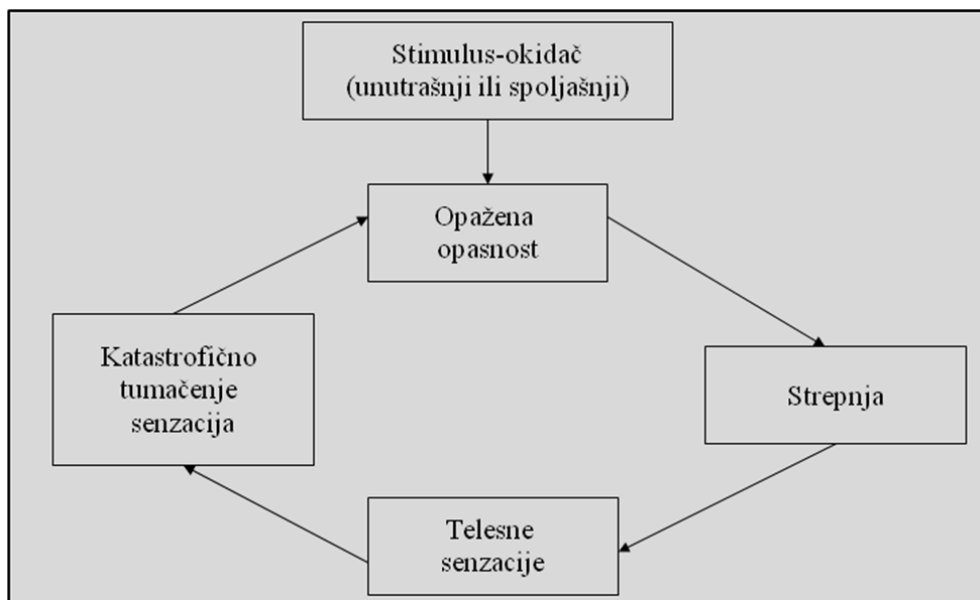 Stimulus-okidač
(unutrašnji ili spoljašnji)
Opažena
opasnost
Katastrofično
tumačenje
senzacija
Strepnja
Telesne
senzacije